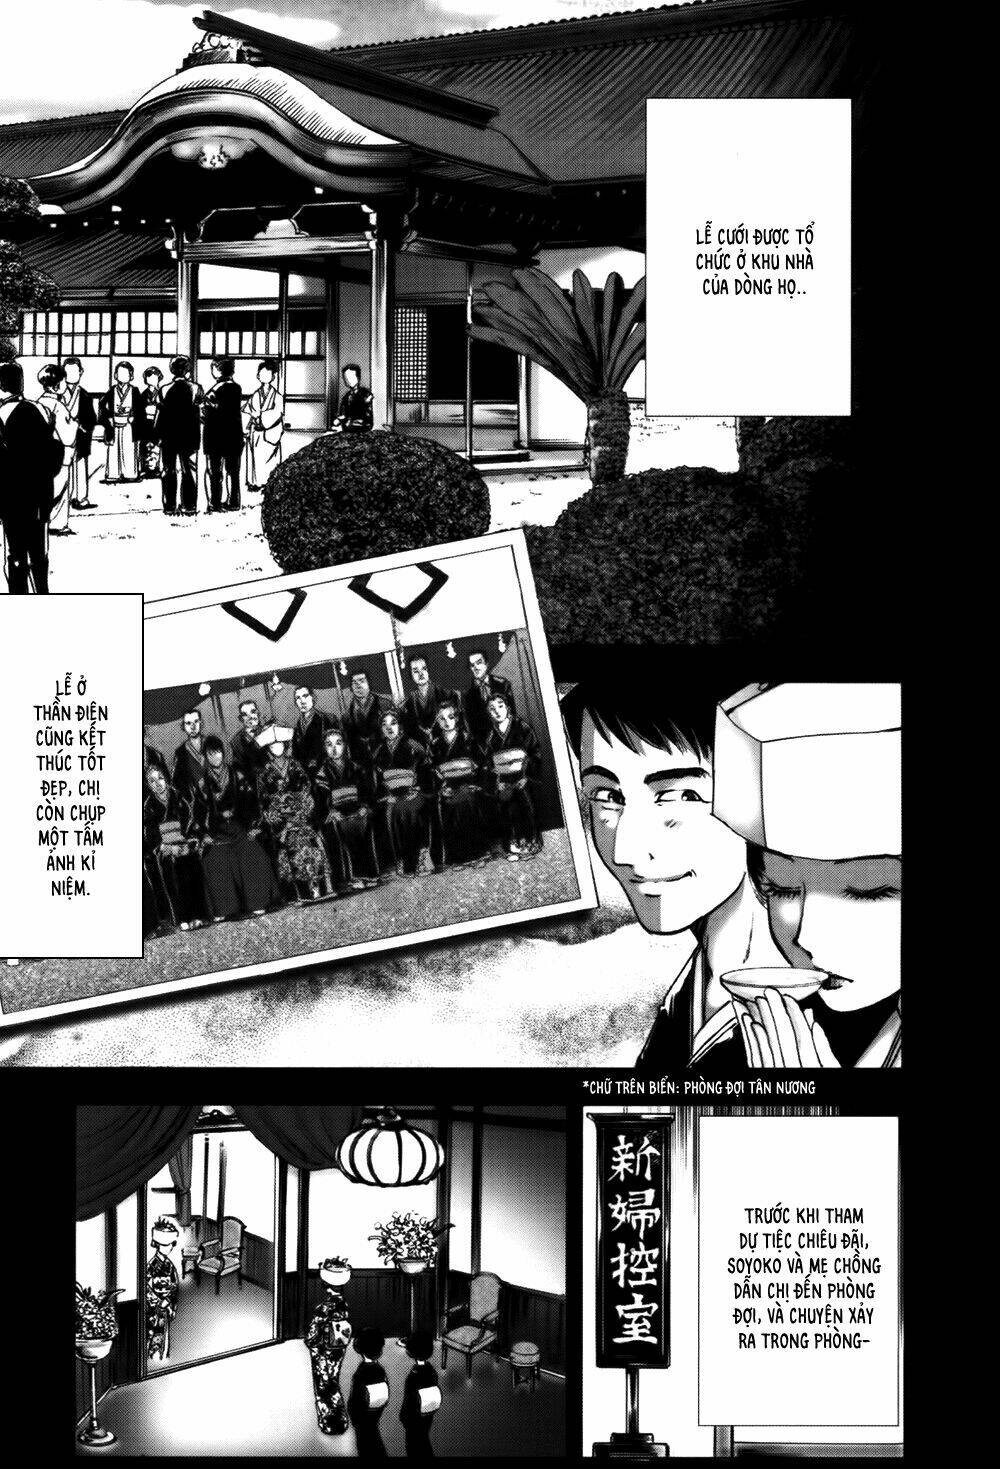 LỄ CƯỚI ĐƯỢC TỔ
CHỨC Ở KHU NHÀ
CỦA DÒNG HỌ..
LỄ Ở
THẦN ĐIỆN
CŨNG KẾT
THÚC TỐT
ĐẸP, CHỊ
CÒN CHỤP
MỘT TẤM
ẢNH KỈ
NIỆM.
*CHỮ TRÊN BIỂN: PHÒNG ĐỢI TÂN NƯƠNG
新婦控室
TRƯỚC KHI THAM
DỰ TIỆC CHIÊU ĐÃI,
SOYOKO VÀ MẸ CHỒNG
DẪN CHỊ ĐẾN PHÒNG
ĐỢI, VÀ CHUYỆN XẢY
RA TRONG PHÒNG-